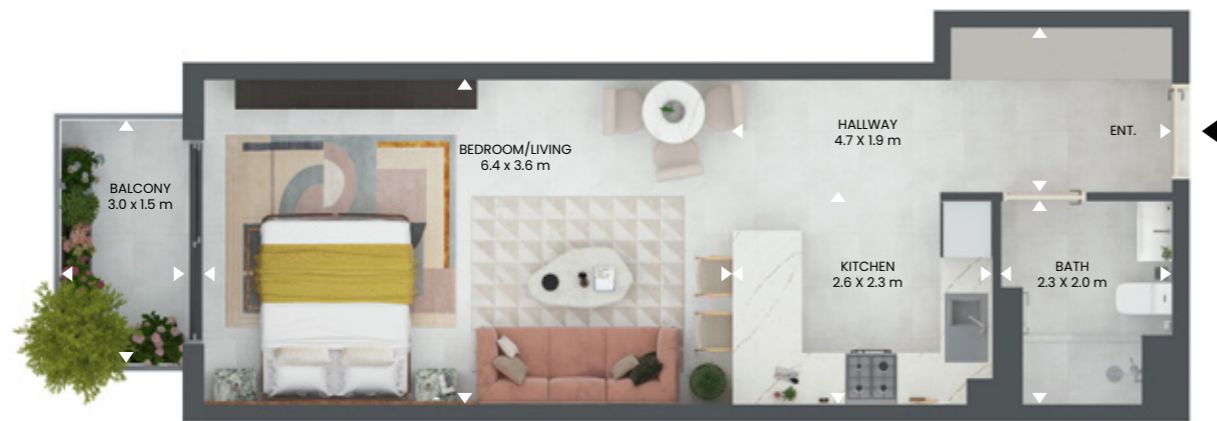 HALLWAY
4.7 X 1.9 m
ENT.
BEDROOM/LIVING
6.4 x 3.6 m
BALCONY
3.0 x 1.5 m
KITCHEN
2.6 X 2.3 m
BATH
2.3 X 2.0 m